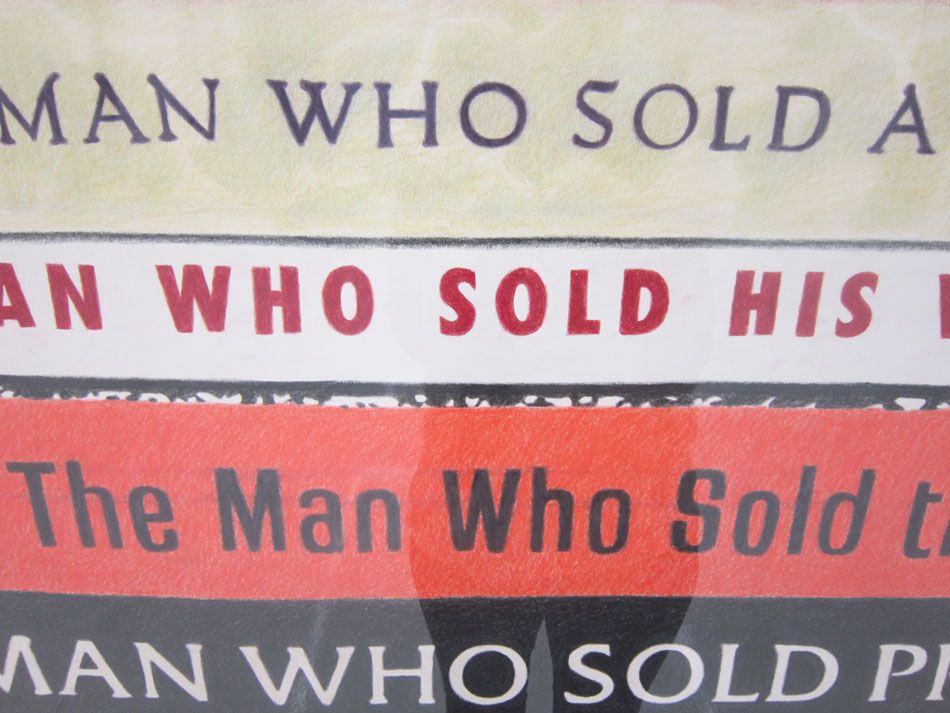 MAN WHO SOLD A
AN WHO SOLD HIS
The Man Who Sold
MAN WHO SOLD